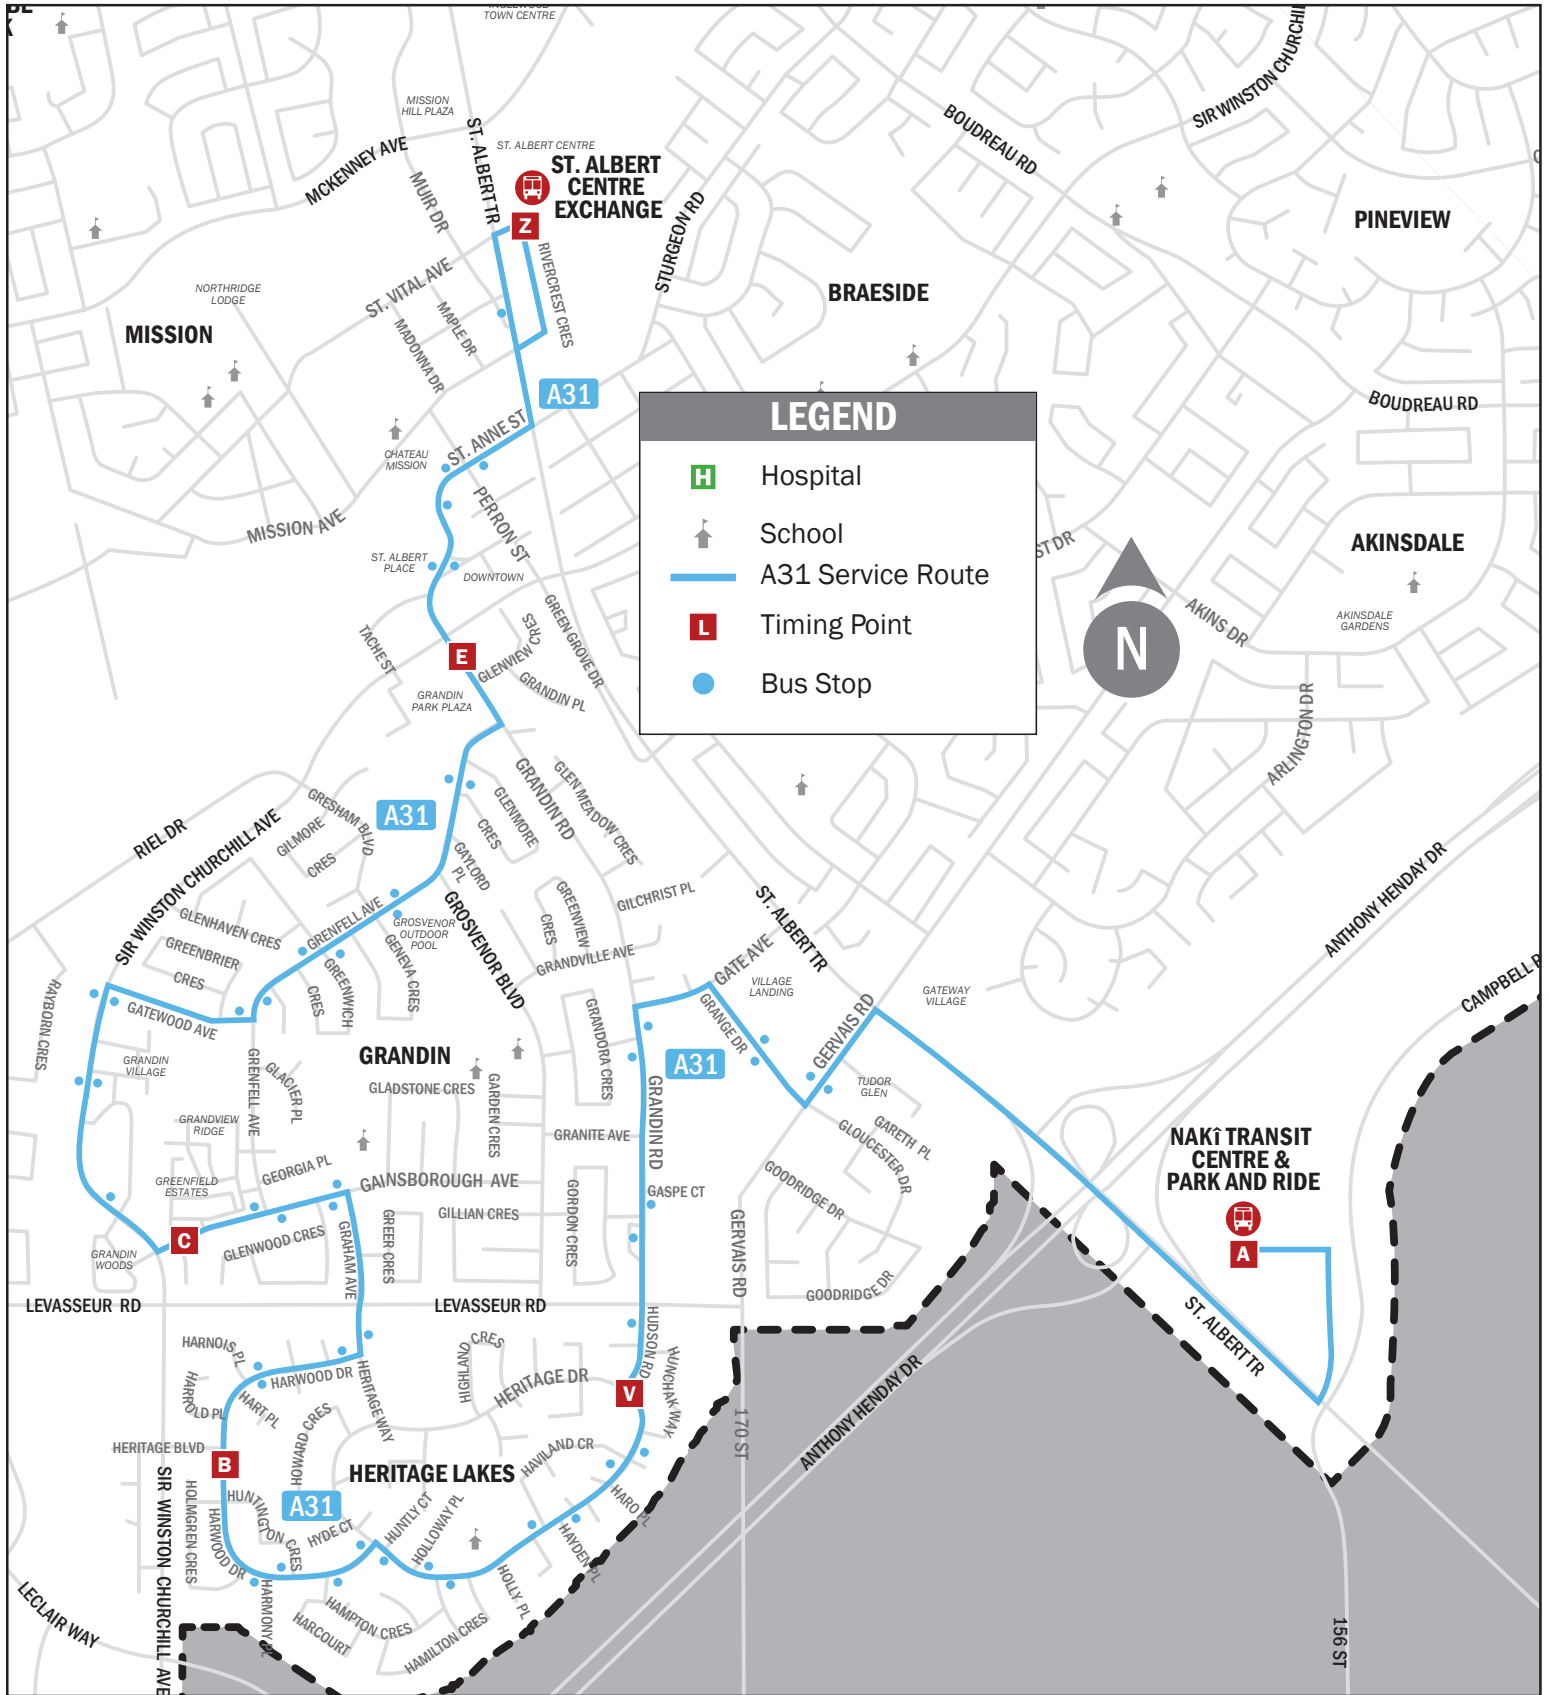 TOWN CENTRE
MISSION
HILL PLAZA
ST. ALBERT TR
ST. ALBERT CENTRE
ST. ALBERT
CENTRE
EXCHANGE
Z
MCKENNEY AVE
MUIR DR
RIVERCREST CRES
STURGEON RD
BOUDREAU RD
SIR WINSTON CHURCHI
PINEVIEW
BRAESIDE
NORTHRIDGE
LODGE
MISSION
ST. VITAL AVE
MAPLE DR
MADONNA DR
A31
BOUDREAU RD
ST. ANNE ST
CHATEAU
MISSION
PERRON ST
MISSION AVE
LEGEND
H Hospital
School
A31 Service Route
L Timing Point
Bus Stop
ST DR
N
AKINSDALE
AKINS DR
AKINSDALE
GARDENS
ARLINGTON DR
ST. ALBERT
PLACE
DOWNTOWN
GREEN GROVE DR
TACHE ST
E
GLENVIEW
CRES
GRANDIN PL
GRANDIN
PARK PLAZA
GRANDIN RD
GLEN MEADOW CRES
GLENMORE
CRES
A31
GRESHAM BLVD
GILMORE
CRES
RIEL DR
SIR WINSTON CHURCHILL AVE
GAYLORD
PL
GROSVENOR BLVD
GREENVIEW
CRES
GILCHRIST PL
GRANDVILLE AVE
ST. ALBERT TR
ANTHONY HENDAY DR
CAMPBELL R
GLENHAVEN CRES
GREENBRIER
CRES
GRENFELL AVE
GROSVENOR
OUTDOOR
POOL
GENEVA CRES
GREENWICH
CRES
GATE AVE
VILLAGE
LANDING
GATEWAY
VILLAGE
GRANGE DR
GERVAIS RD
RAYBORN CRES
GATEWOOD AVE
GRANDIN
VILLAGE
GRENFELL AVE
GLACIER PL
GRANDIN
GLADSTONE CRES
GARDEN CRES
GRANDORA CRES
A31
GRANDIN RD
TUDOR
GLEN
GRANDVIEW
RIDGE
GRANITE AVE
GARETH PL
GLOUCESTER DR
GOODRIDGE DR
NAKÎ TRANSIT
CENTRE &
PARK AND RIDE
A
GEORGIA PL
GAINSBOROUGH AVE
GREENFIELD
ESTATES
GASPE CT
GILLIAN CRES
GORDON CRES
GREER CRES
GRAHAM AVE
GLENWOOD CRES
C
GRANDIN
WOODS
GERVAIS RD
GOODRIDGE DR
ST. ALBERT TR
LEVASSEUR RD
LEVASSEUR RD
HUDSON RD
HUNCHAK WAY
HARNOIS PL
HARWOOD DR
HERITAGE WAY
HIGHLAND
CRES
HERITAGE DR
V
ANTHONY HENDAY DR
170 ST
HARROLD PL
HART PL
HOWARD CRES
HERITAGE BLVD
B
HERITAGE LAKES
HAVILAND CR
HARO PL
SIR WINSTON CHURCHILL AVE
HOLMGREN CRES
HARWOOD DR
HUNTINGTON CRES
A31
HYDE CT
HUNTLY CT
HOLLOWAY PL
HAYDEN PL
HOLLY PL
HARMONY PL
HARCOURT
HAMPTON CRES
HAMILTON CRES
LECLAIR WAY
156 ST